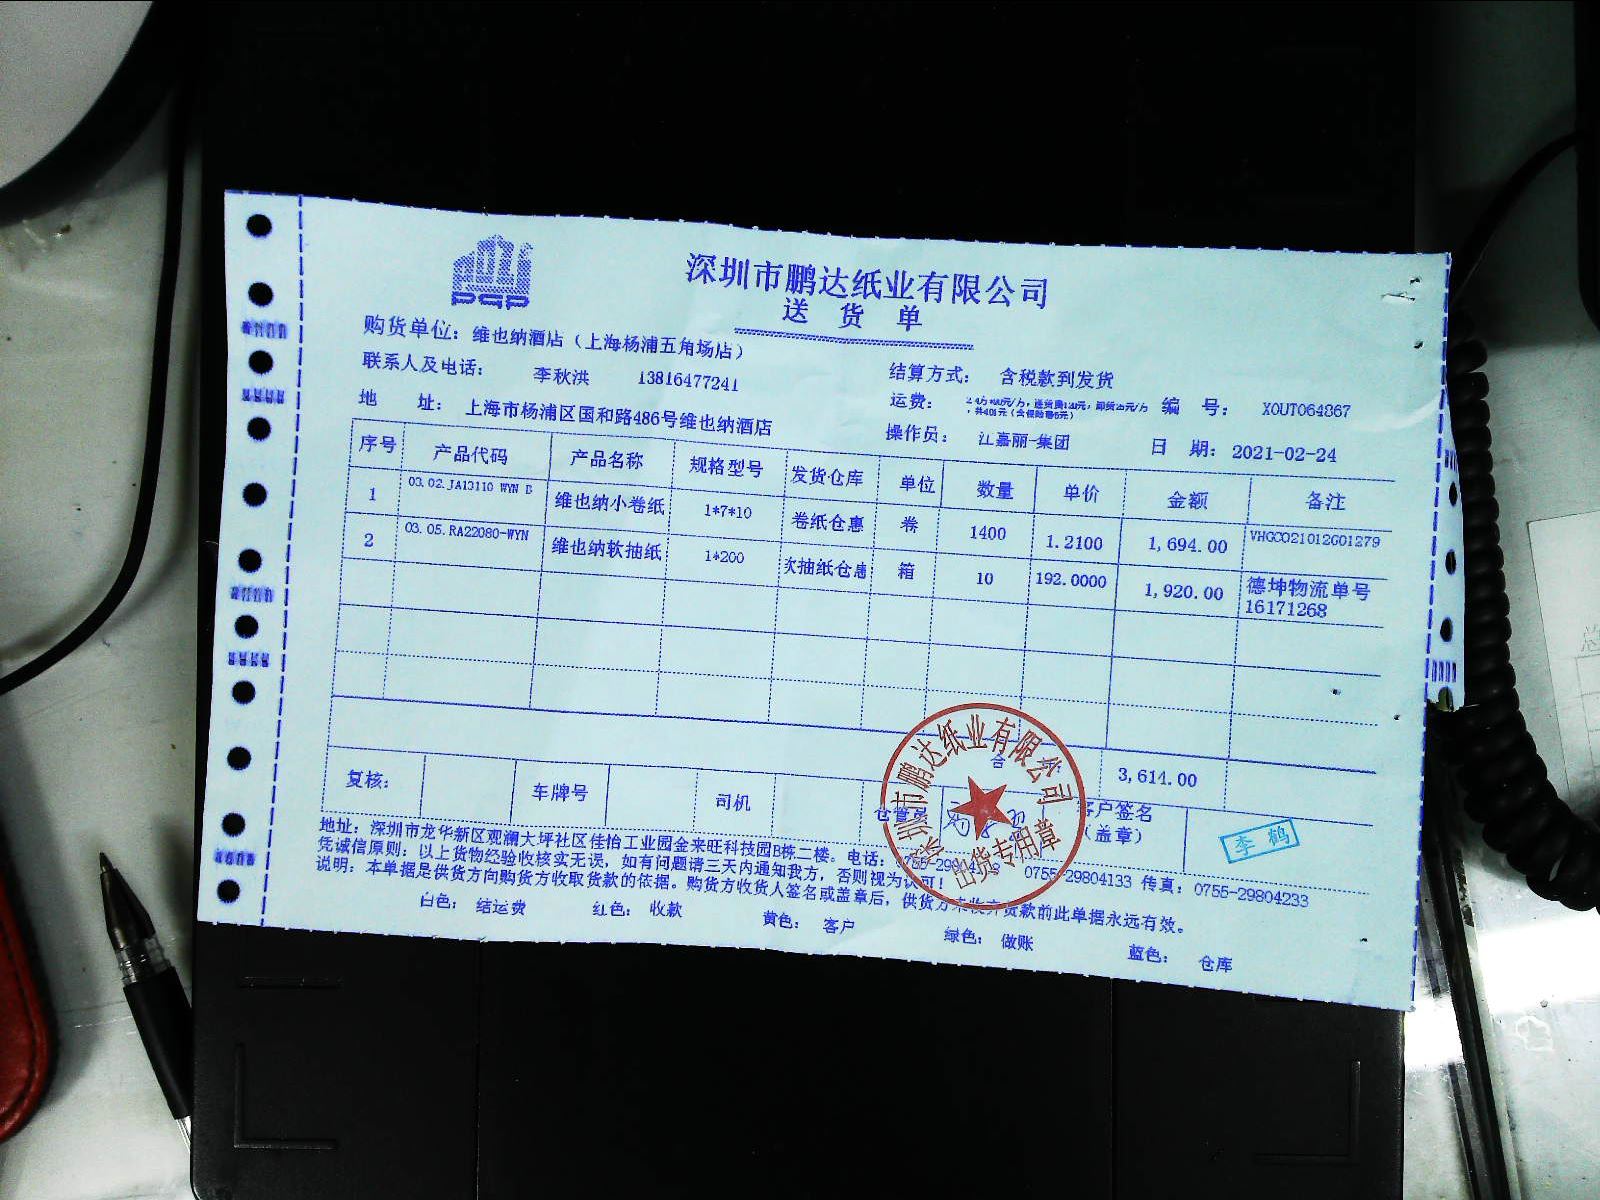 pqp
深圳市鹏达纸业有限公司
送 货 单
购货单位: 维也纳酒店（上海杨浦五角场店）
联系人及电话: 李秋洪 13816477241
结算方式: 含税款到发货
地 址: 上海市杨浦区国和路486号维也纳酒店
运费: 编 号: XOUT064867
操作员: 江嘉丽-集团 日 期: 2021-02-24
序号 产品代码 产品名称 规格型号 发货仓库 单位 数量 单价 金额 备注
1 03.02.JA13110 WYN B 维也纳小卷纸 1*7*10 卷纸仓惠 卷 1400 1.2100 1,694.00 VHGCO21012G01279
2 03.05.RA22080-WYN 维也纳软抽纸 1*200 抽纸仓惠 箱 10 192.0000 1,920.00 德坤物流单号
16171268
合 3,614.00
复核: 车牌号 司机 仓管员 客户签名
（盖章）
李鹤
深圳市鹏达纸业有限公司
出货专用章
地址: 深圳市龙华新区观澜大坪社区佳怡工业园金来旺科技园B栋二楼。电话: 0755-29804133 传真: 0755-29804233
凭诚信原则: 以上货物经验收核实无误, 如有问题请三天内通知我方, 否则视为认可!
说明: 本单据是供货方向购货方收取货款的依据。购货方收货人签名或盖章后, 供货方未收齐货款前此单据永远有效。
白色: 结运费 红色: 收款 黄色: 客户 绿色: 做账 蓝色: 仓库